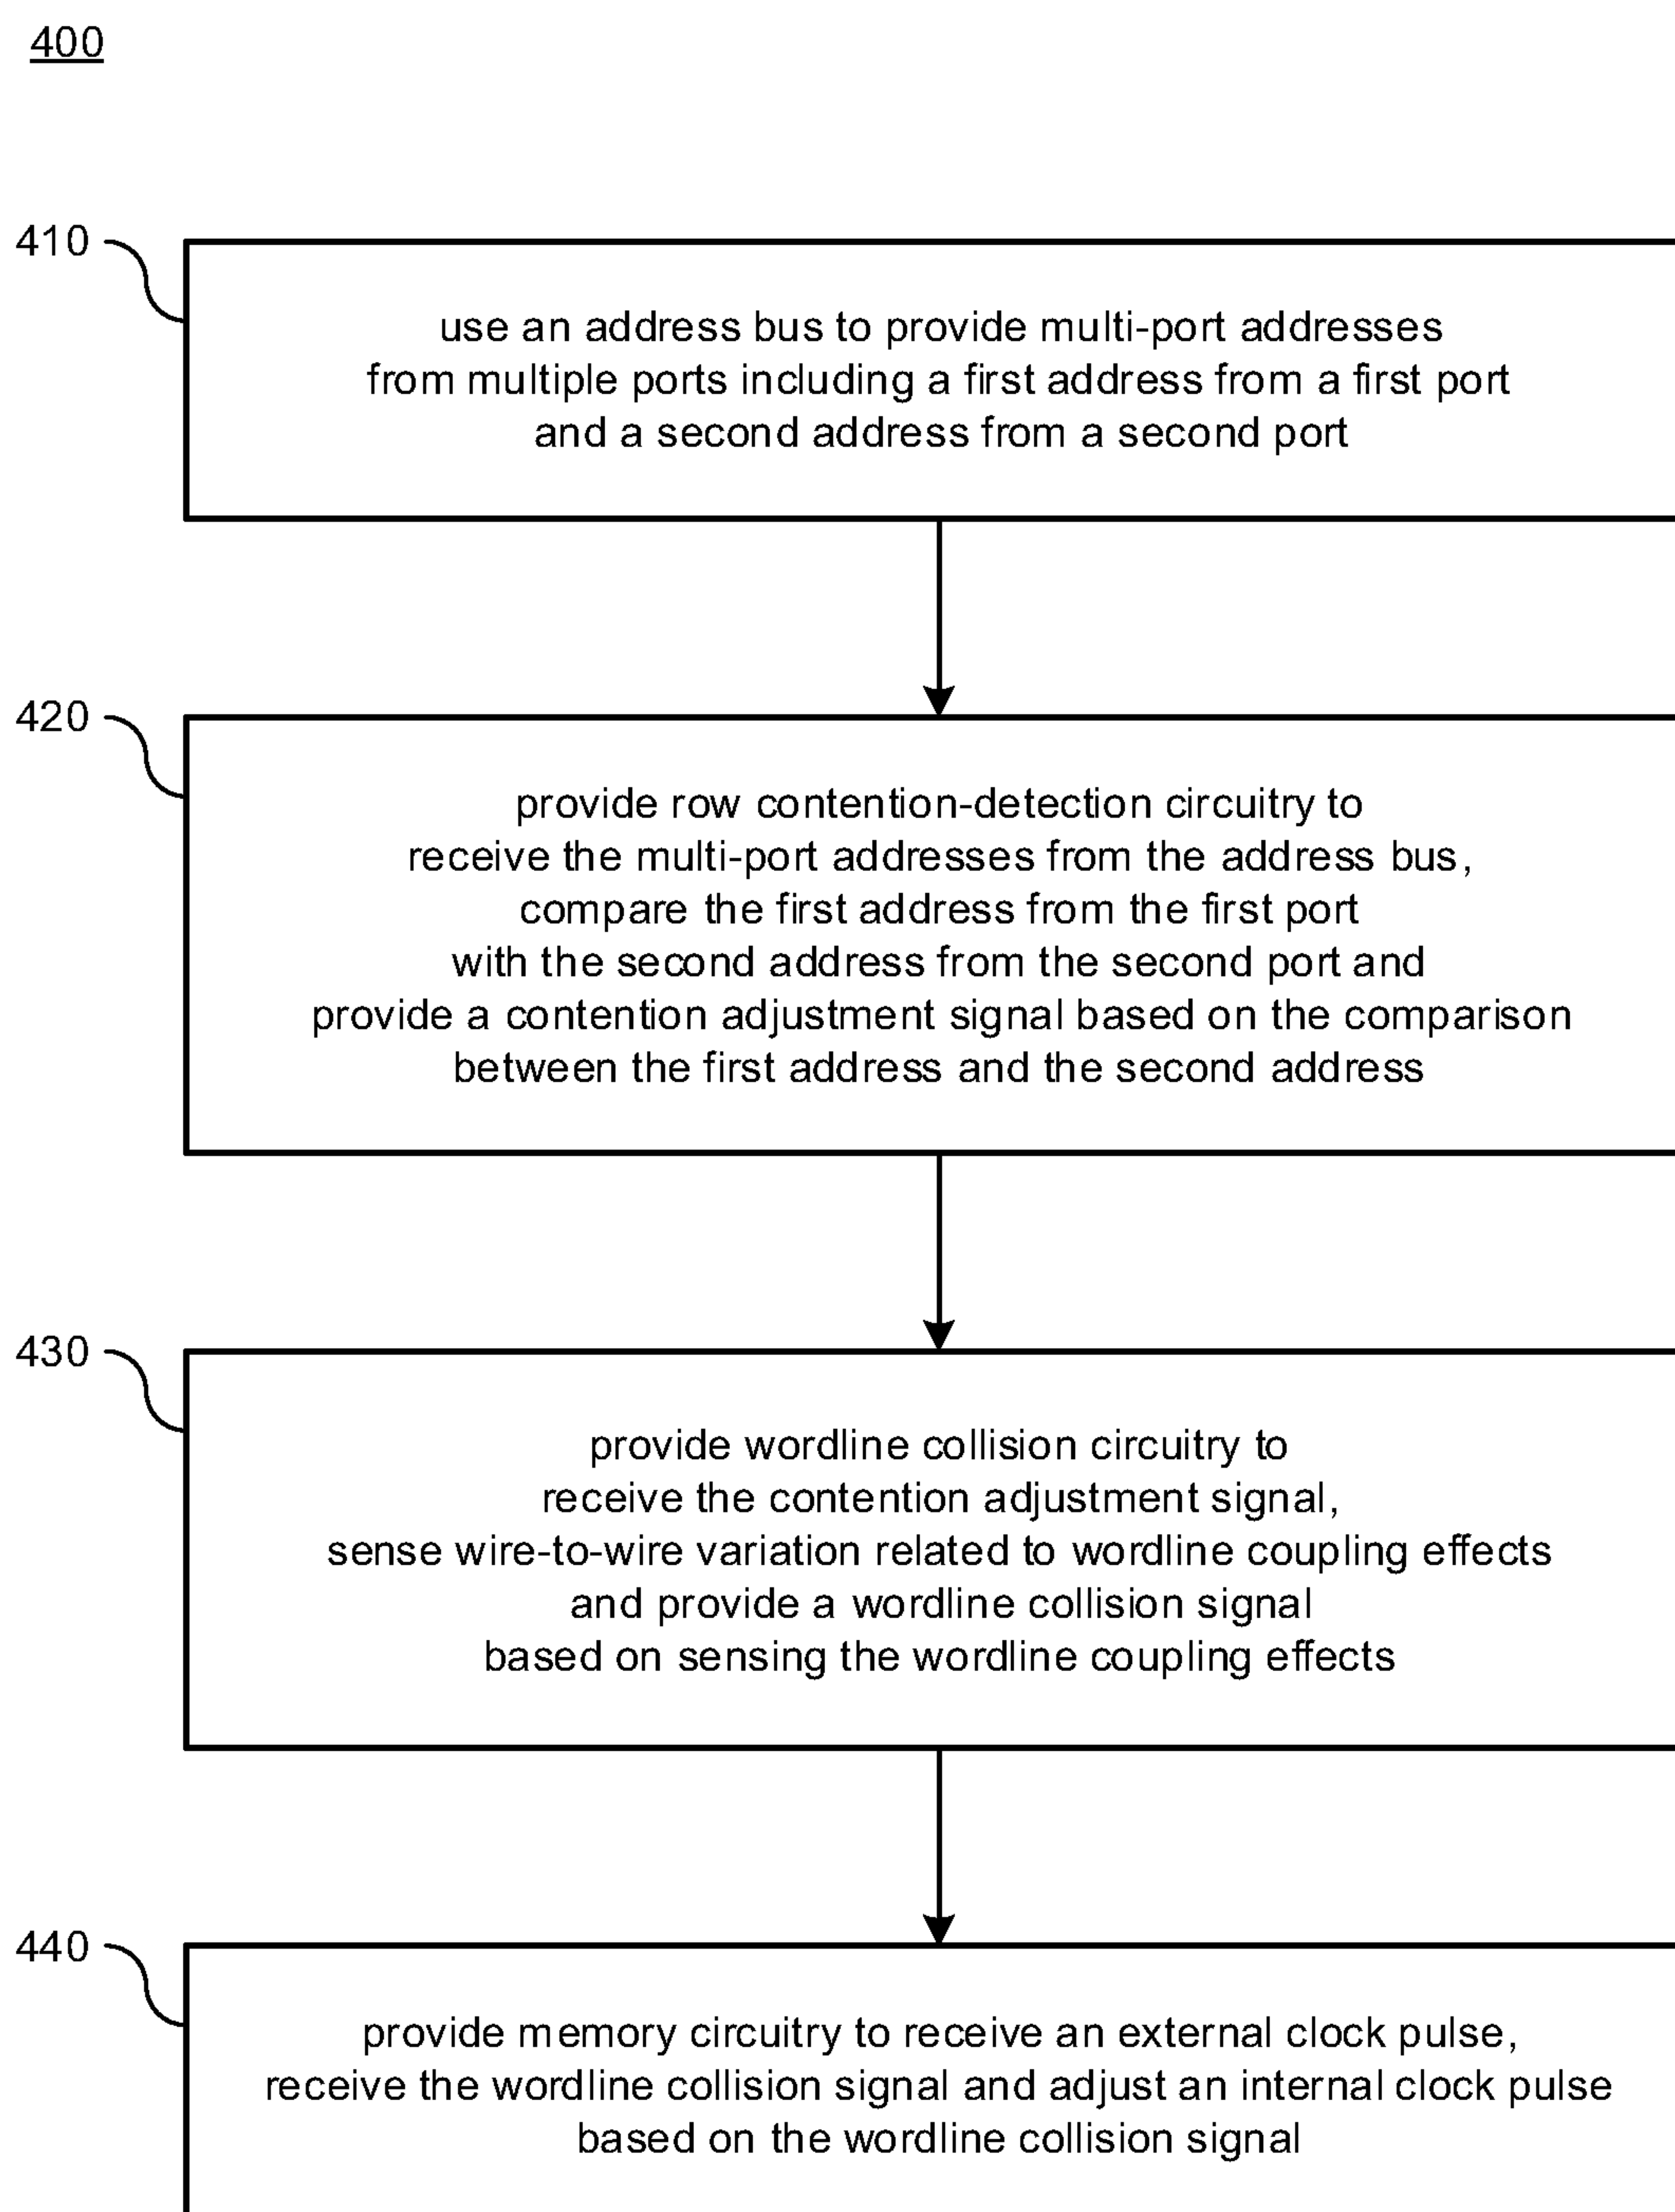 400
410
use an address bus to provide multi-port addresses
from multiple ports including a first address from a first port
and a second address from a second port
420
provide row contention-detection circuitry to
receive the multi-port addresses from the address bus,
compare the first address from the first port
with the second address from the second port and
provide a contention adjustment signal based on the comparison
between the first address and the second address
430
provide wordline collision circuitry to
receive the contention adjustment signal,
sense wire-to-wire variation related to wordline coupling effects
and provide a wordline collision signal
based on sensing the wordline coupling effects
440
provide memory circuitry to receive an external clock pulse,
receive the wordline collision signal and adjust an internal clock pulse
based on the wordline collision signal